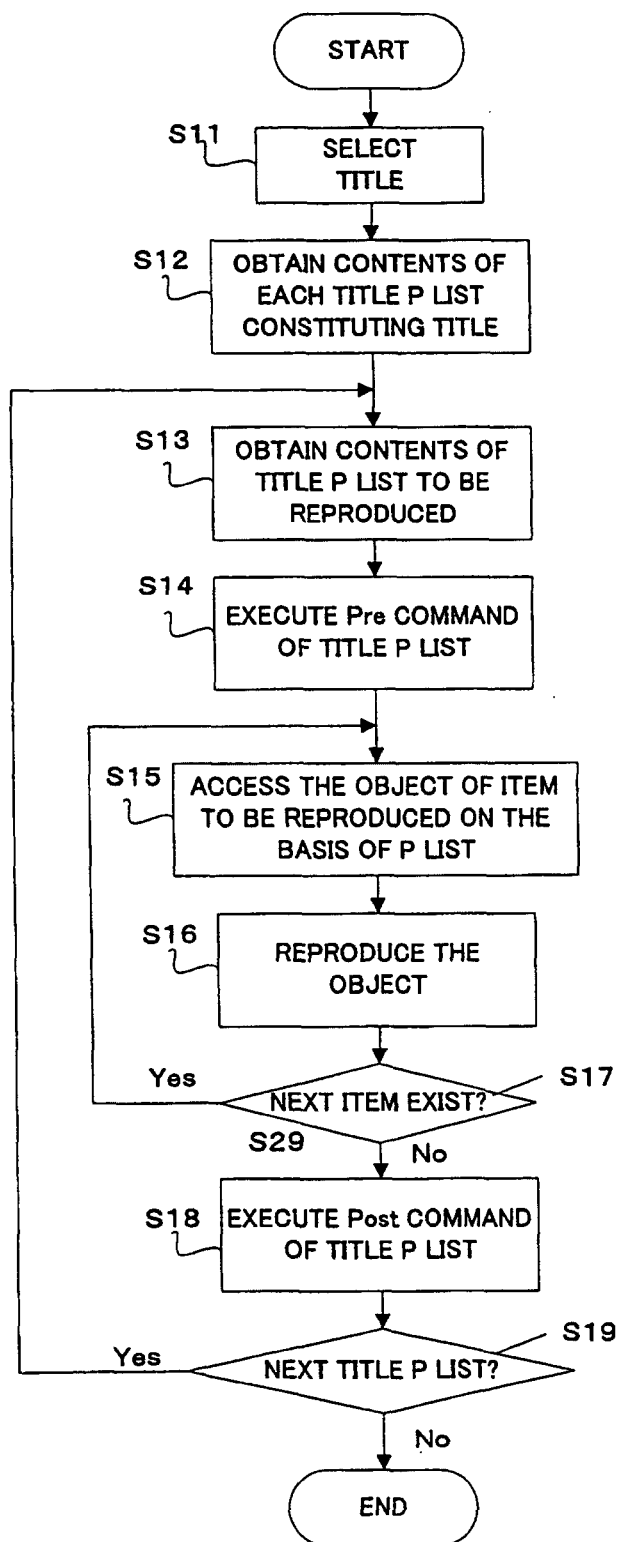 START
S11
SELECT
TITLE
S12
OBTAIN CONTENTS OF
EACH TITLE P LIST
CONSTITUTING TITLE
S13
OBTAIN CONTENTS OF
TITLE P LIST TO BE
REPRODUCED
S14
EXECUTE Pre COMMAND
OF TITLE P LIST
S15
ACCESS THE OBJECT OF ITEM
TO BE REPRODUCED ON THE
BASIS OF P LIST
S16
REPRODUCE THE
OBJECT
Yes
NEXT ITEM EXIST?
S17
S29
No
S18
EXECUTE Post COMMAND
OF TITLE P LIST
Yes
NEXT TITLE P LIST?
S19
No
END